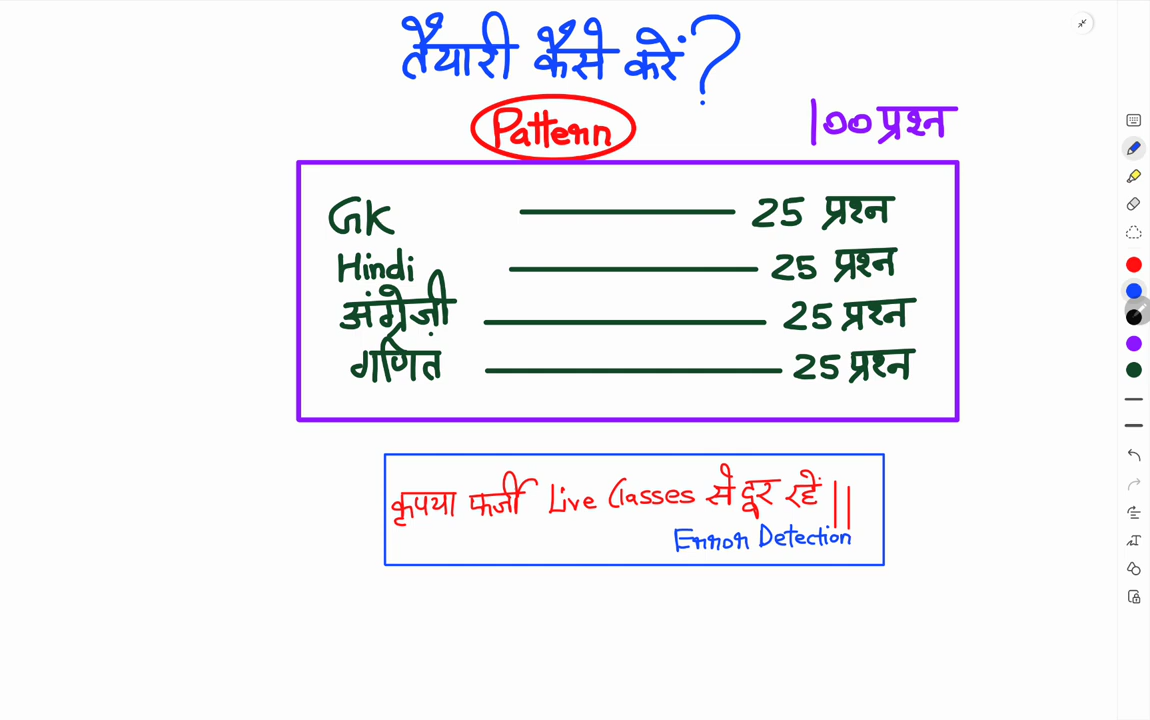 तैयारी कैसे करें?
Pattern
100 प्रश्न
GK ——— 25 प्रश्न
Hindi ——— 25 प्रश्न
अंग्रेजी ——— 25 प्रश्न
गणित ——— 25 प्रश्न
कृपया फर्जी Live Classes से दूर रहें ||
Error Detection